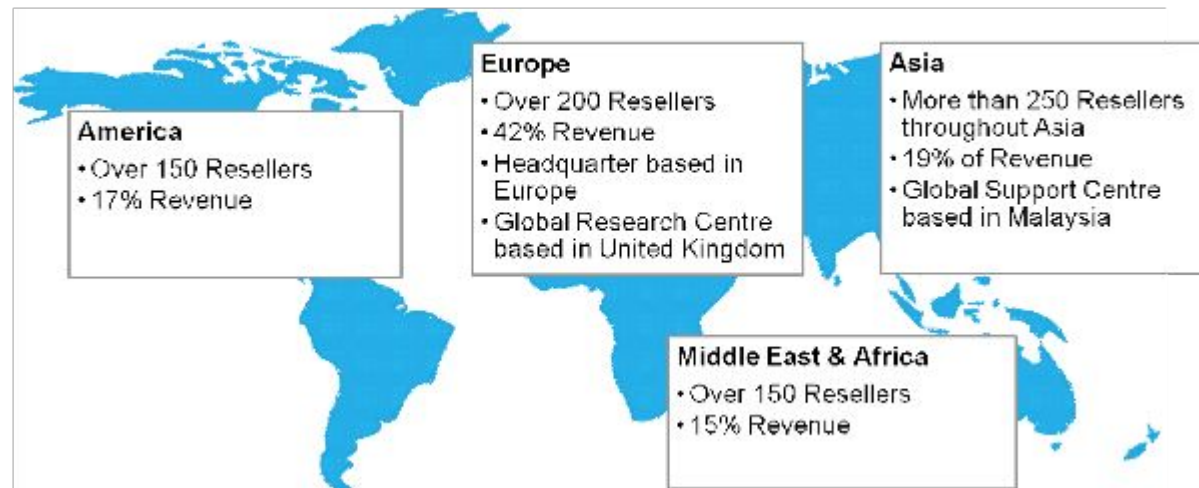 Europe
• Over 200 Resellers
• 42% Revenue
• Headquarter based in
Europe
• Global Research Centre
based in United Kingdom
Asia
• More than 250 Resellers
throughout Asia
• 19% of Revenue
• Global Support Centre
based in Malaysia
America
• Over 150 Resellers
• 17% Revenue
Middle East & Africa
• Over 150 Resellers
• 15% Revenue